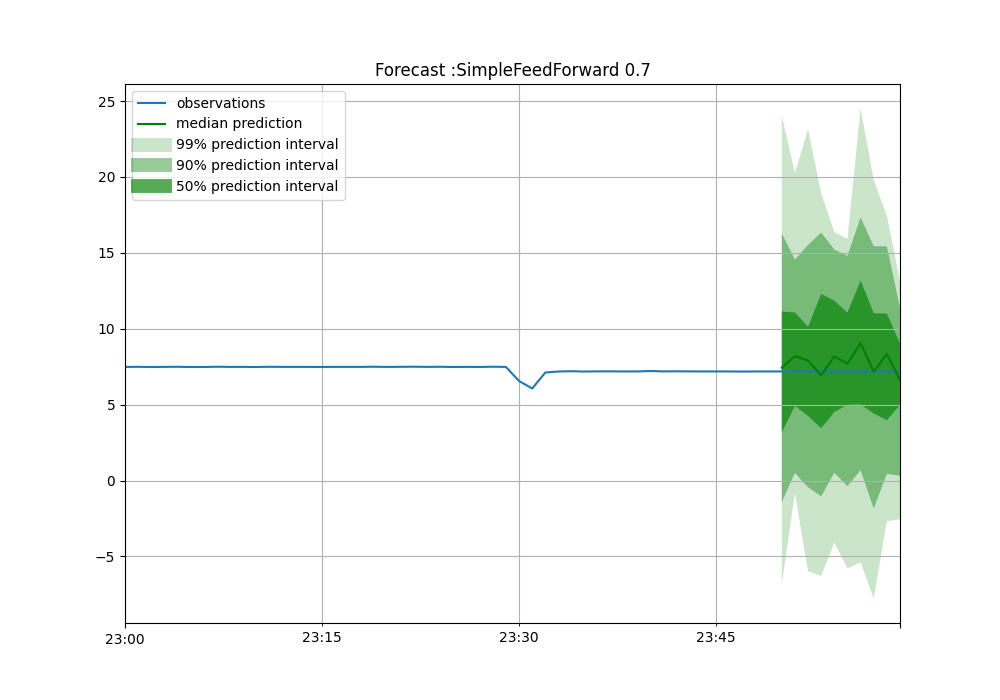 Forecast :SimpleFeedForward 0.7
observations
median prediction
99% prediction interval
90% prediction interval
50% prediction interval
25
20
15
10
5
0
−5
23:00
23:15
23:30
23:45